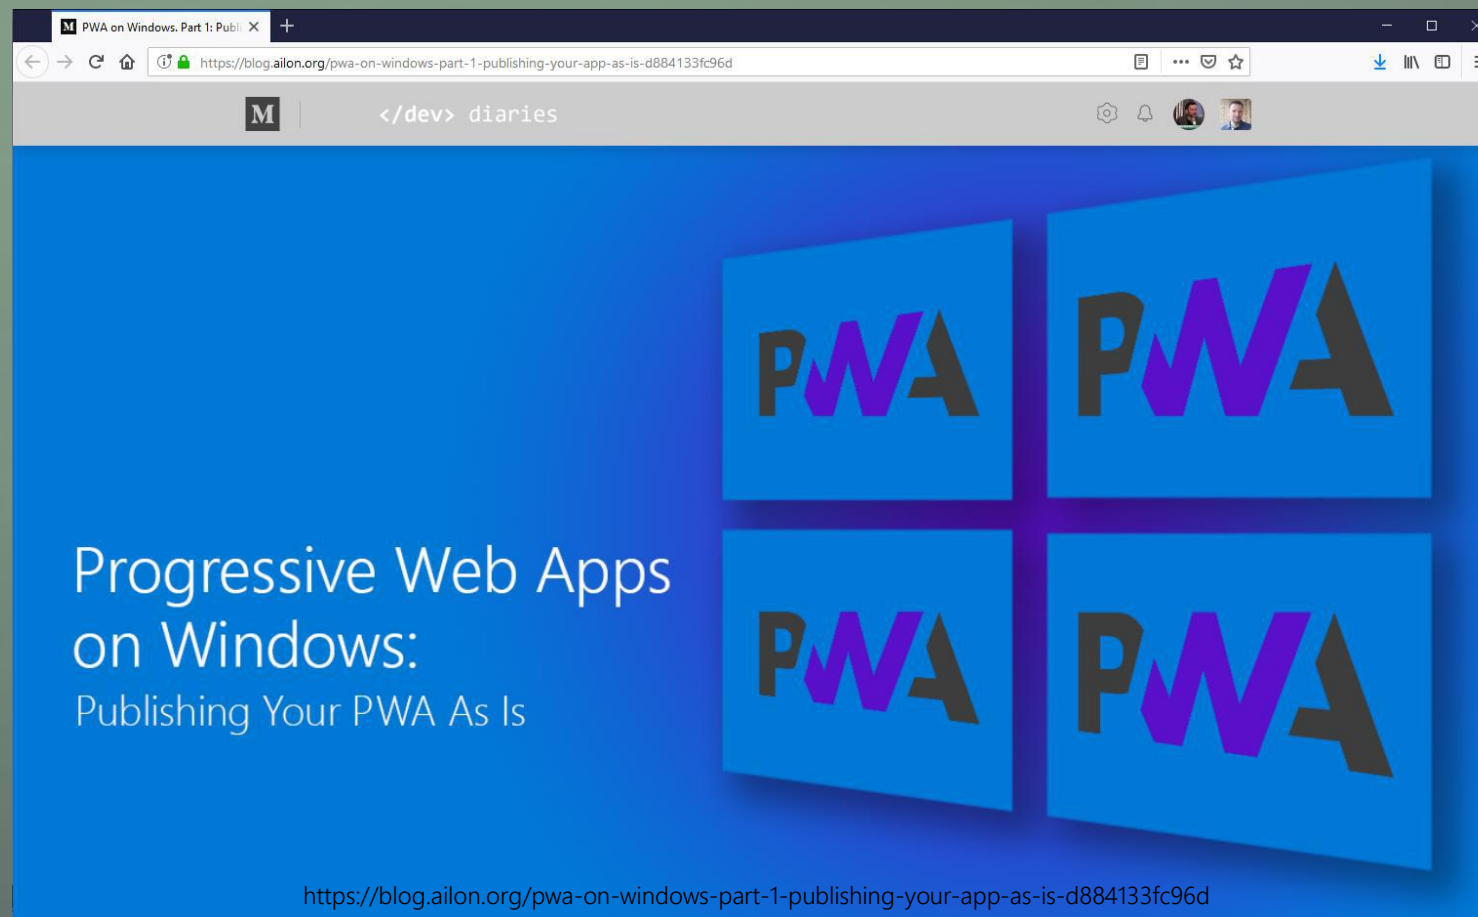 M PWA on Windows. Part 1: Publi
https://blog.ailon.org/pwa-on-windows-part-1-publishing-your-app-as-is-d884133fc96d
M </dev> diaries
PWA PWA
Progressive Web Apps
on Windows:
Publishing Your PWA As Is
PWA PWA
https://blog.ailon.org/pwa-on-windows-part-1-publishing-your-app-as-is-d884133fc96d